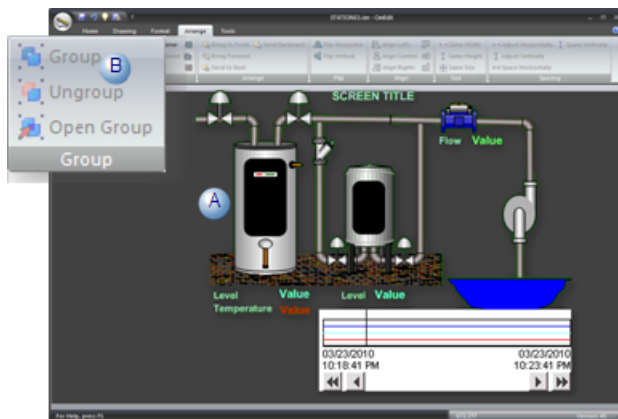 STATION01.cim - CimEdit
Home Drawing Format Arrange Tools
Group
B
Ungroup
Open Group
Group
Bring to Front Send Backward
Bring Forward
Send to Back
Arrange
Flip Horizontal
Flip Vertical
Flip
Align Lefts
Align Centers
Align Rights
Align
Same Width
Same Height
Same Size
Size
Adjust Horizontally Space Vertically
Adjust Vertically
Space Horizontally
Spacing
SCREEN TITLE
Flow Value
A
Level Value Level Value
Temperature Value
03/23/2010 03/23/2010
10:18:41 PM 10:23:41 PM
For Help, press F1